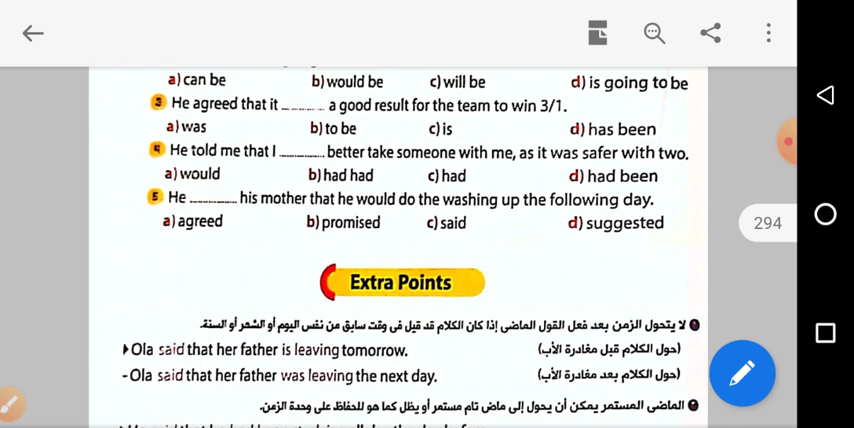 a) can be b) would be c) will be d) is going to be
3 He agreed that it ........... a good result for the team to win 3/1.
a) was b) to be c) is d) has been
4 He told me that I ........... better take someone with me, as it was safer with two.
a) would b) had had c) had d) had been
5 He ........... his mother that he would do the washing up the following day.
a) agreed b) promised c) said d) suggested
294
Extra Points
لا يتحول الزمن بعد فعل القول الماضى إذا كان الكلام قد قيل فى وقت سابق من نفس اليوم أو الشهر أو السنة.
Ola said that her father is leaving tomorrow. (حول الكلام قبل مغادرة الأب)
- Ola said that her father was leaving the next day. (حول الكلام بعد مغادرة الأب)
الماضى المستمر يمكن أن يحول إلى ماض تام مستمر أو يظل كما هو للحفاظ على وحدة الزمن.